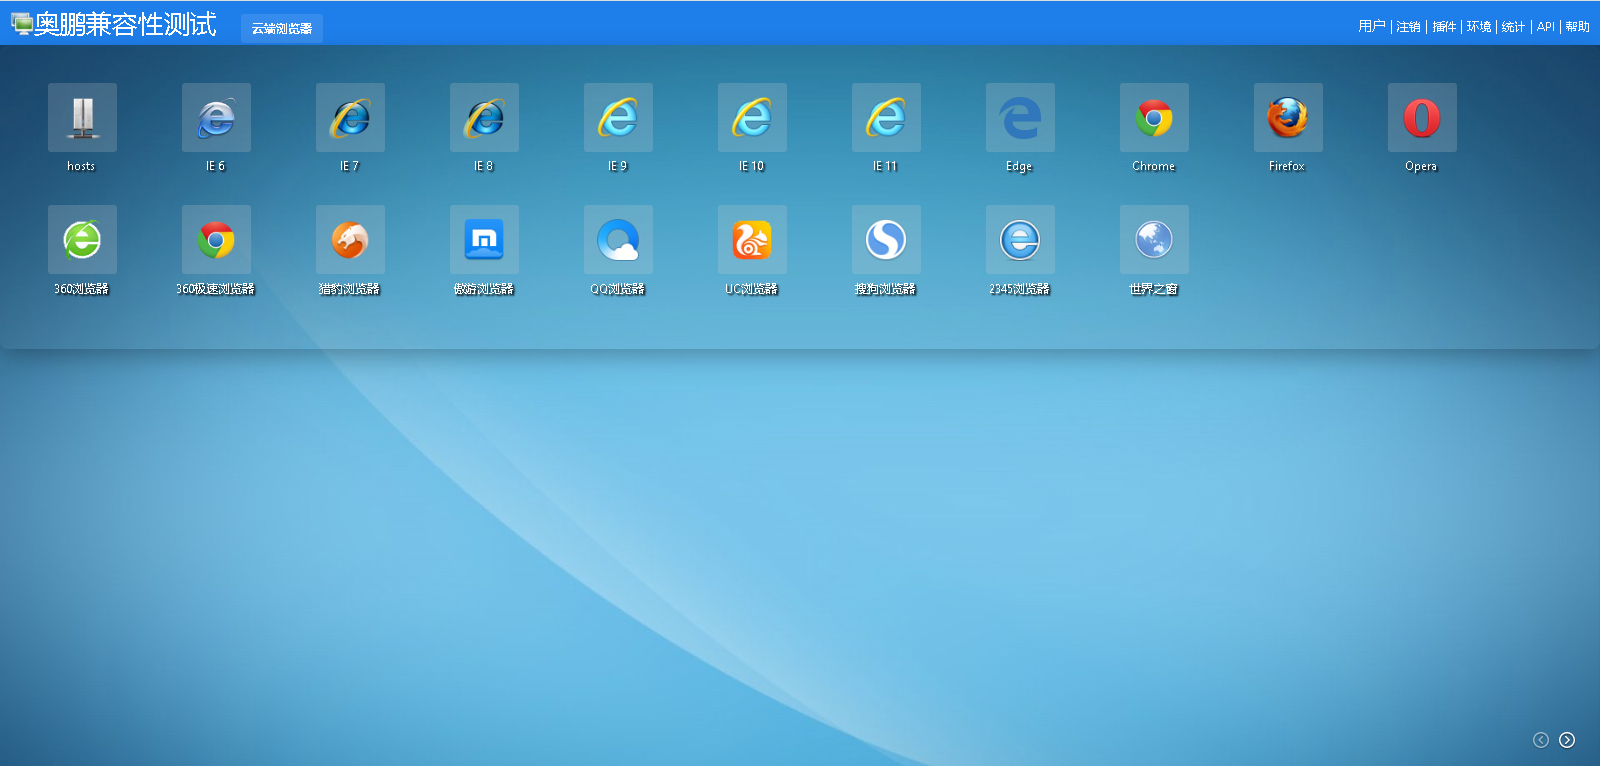 奥鹏兼容性测试 云端浏览器 用户 | 注销 | 插件 | 环境 | 统计 | API | 帮助
hosts IE 6 IE 7 IE 8 IE 9 IE 10 IE 11 Edge Chrome Firefox Opera
360浏览器 360极速浏览器 猎豹浏览器 傲游浏览器 QQ浏览器 UC浏览器 搜狗浏览器 2345浏览器 世界之窗